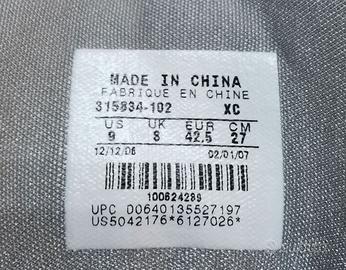 MADE IN CHINA
FABRIQUE EN CHINE
315834-102 XC
US UK EUR CM
9 8 42.5 27
12/12/06 02/01/07
100624289
UPC 00640135527197
US5042176*6127026*